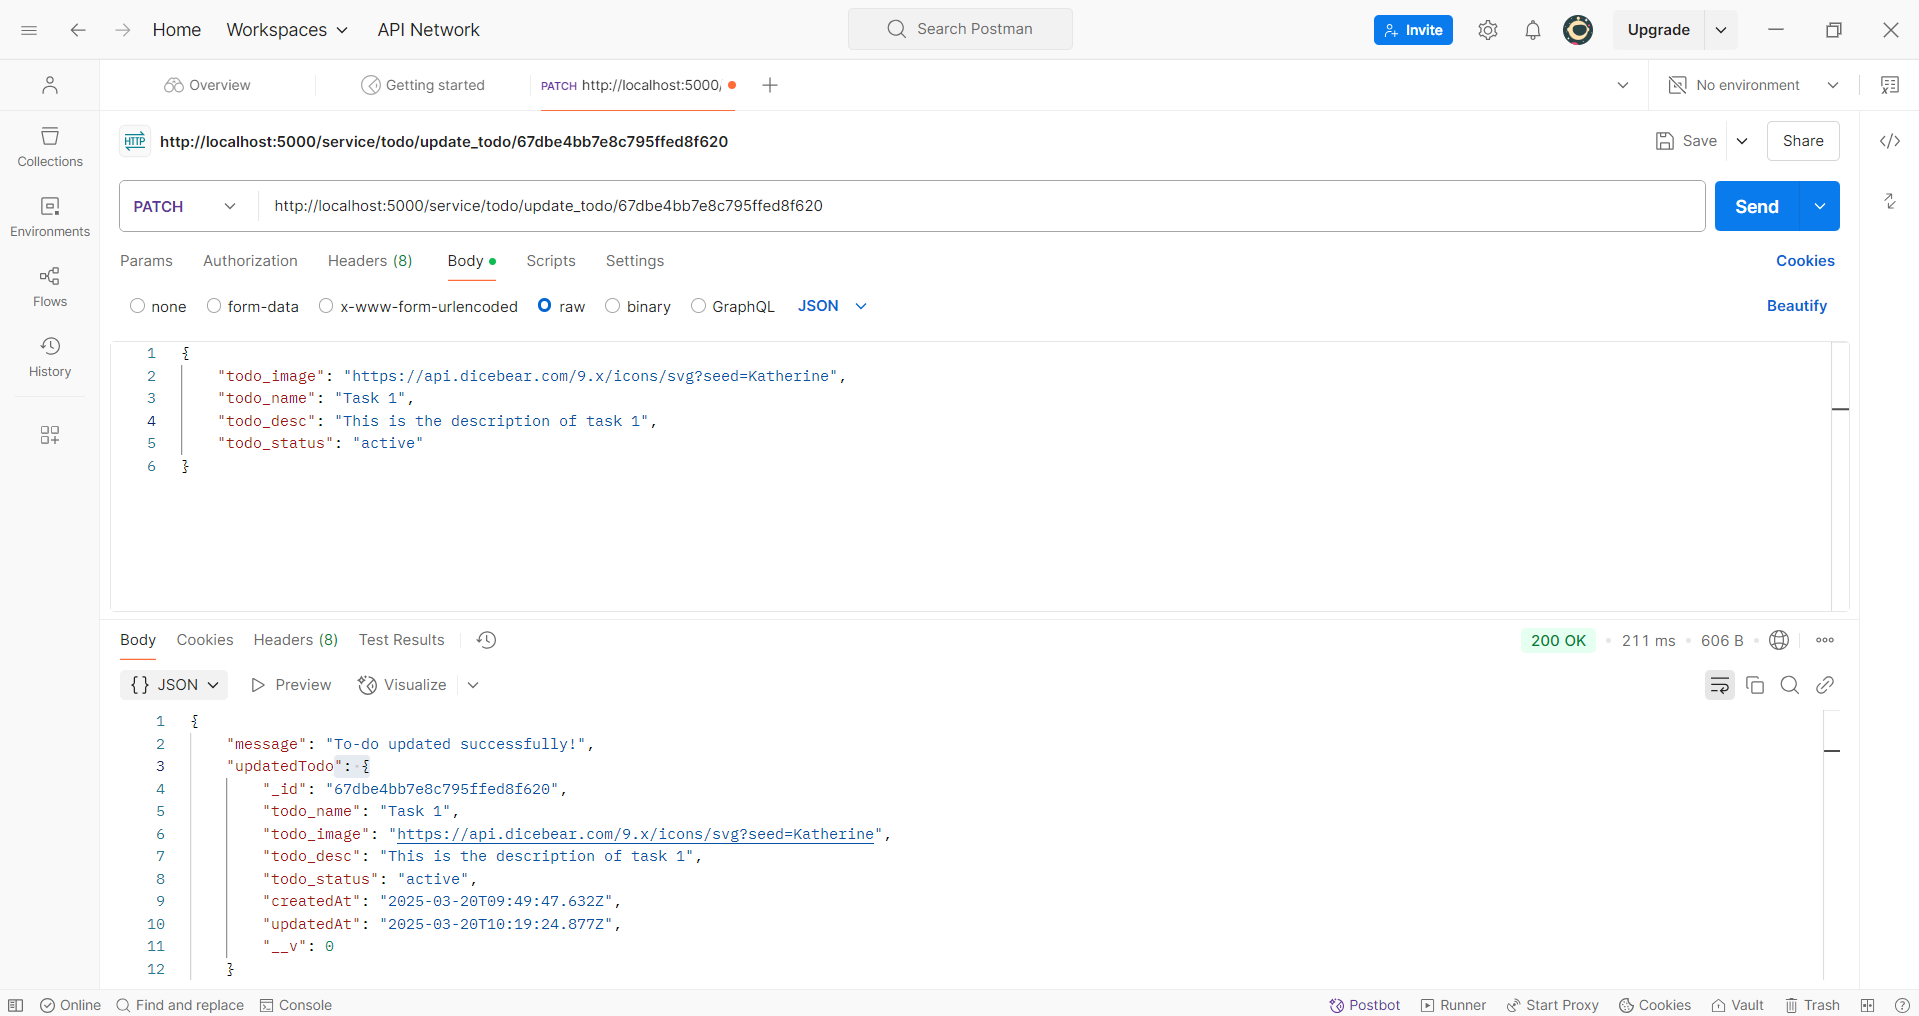 Home Workspaces API Network Search Postman Invite Upgrade
Overview Getting started PATCH http://localhost:5000/ No environment
HTTP http://localhost:5000/service/todo/update_todo/67dbe4bb7e8c795ffed8f620 Save Share
Collections
Environments
Flows
History
PATCH http://localhost:5000/service/todo/update_todo/67dbe4bb7e8c795ffed8f620 Send
Params Authorization Headers (8) Body Scripts Settings Cookies
none form-data x-www-form-urlencoded raw binary GraphQL JSON Beautify
1 {
2 "todo_image": "https://api.dicebear.com/9.x/icons/svg?seed=Katherine",
3 "todo_name": "Task 1",
4 "todo_desc": "This is the description of task 1",
5 "todo_status": "active"
6 }
Body Cookies Headers (8) Test Results 200 OK 211 ms 606 B
{} JSON Preview Visualize
1 {
2 "message": "To-do updated successfully!",
3 "updatedTodo": {
4 "_id": "67dbe4bb7e8c795ffed8f620",
5 "todo_name": "Task 1",
6 "todo_image": "https://api.dicebear.com/9.x/icons/svg?seed=Katherine",
7 "todo_desc": "This is the description of task 1",
8 "todo_status": "active",
9 "createdAt": "2025-03-20T09:49:47.632Z",
10 "updatedAt": "2025-03-20T10:19:24.877Z",
11 "__v": 0
12 }
Online Find and replace Console Postbot Runner Start Proxy Cookies Vault Trash